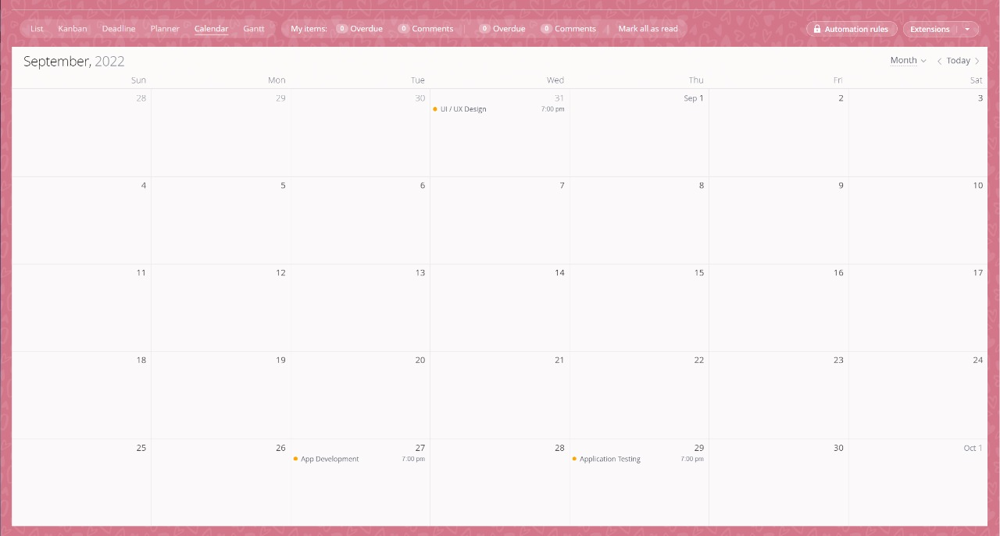 List Kanban Deadline Planner Calendar Gantt My items: 0 Overdue 0 Comments | 0 Overdue 0 Comments | Mark all as read Automation rules Extensions
September, 2022 Month Today
Sun Mon Tue Wed Thu Fri Sat
28 29 30 31 Sep 1 2 3
UI / UX Design 7:00 pm
4 5 6 7 8 9 10
11 12 13 14 15 16 17
18 19 20 21 22 23 24
25 26 27 28 29 30 Oct 1
App Development 7:00 pm Application Testing 7:00 pm